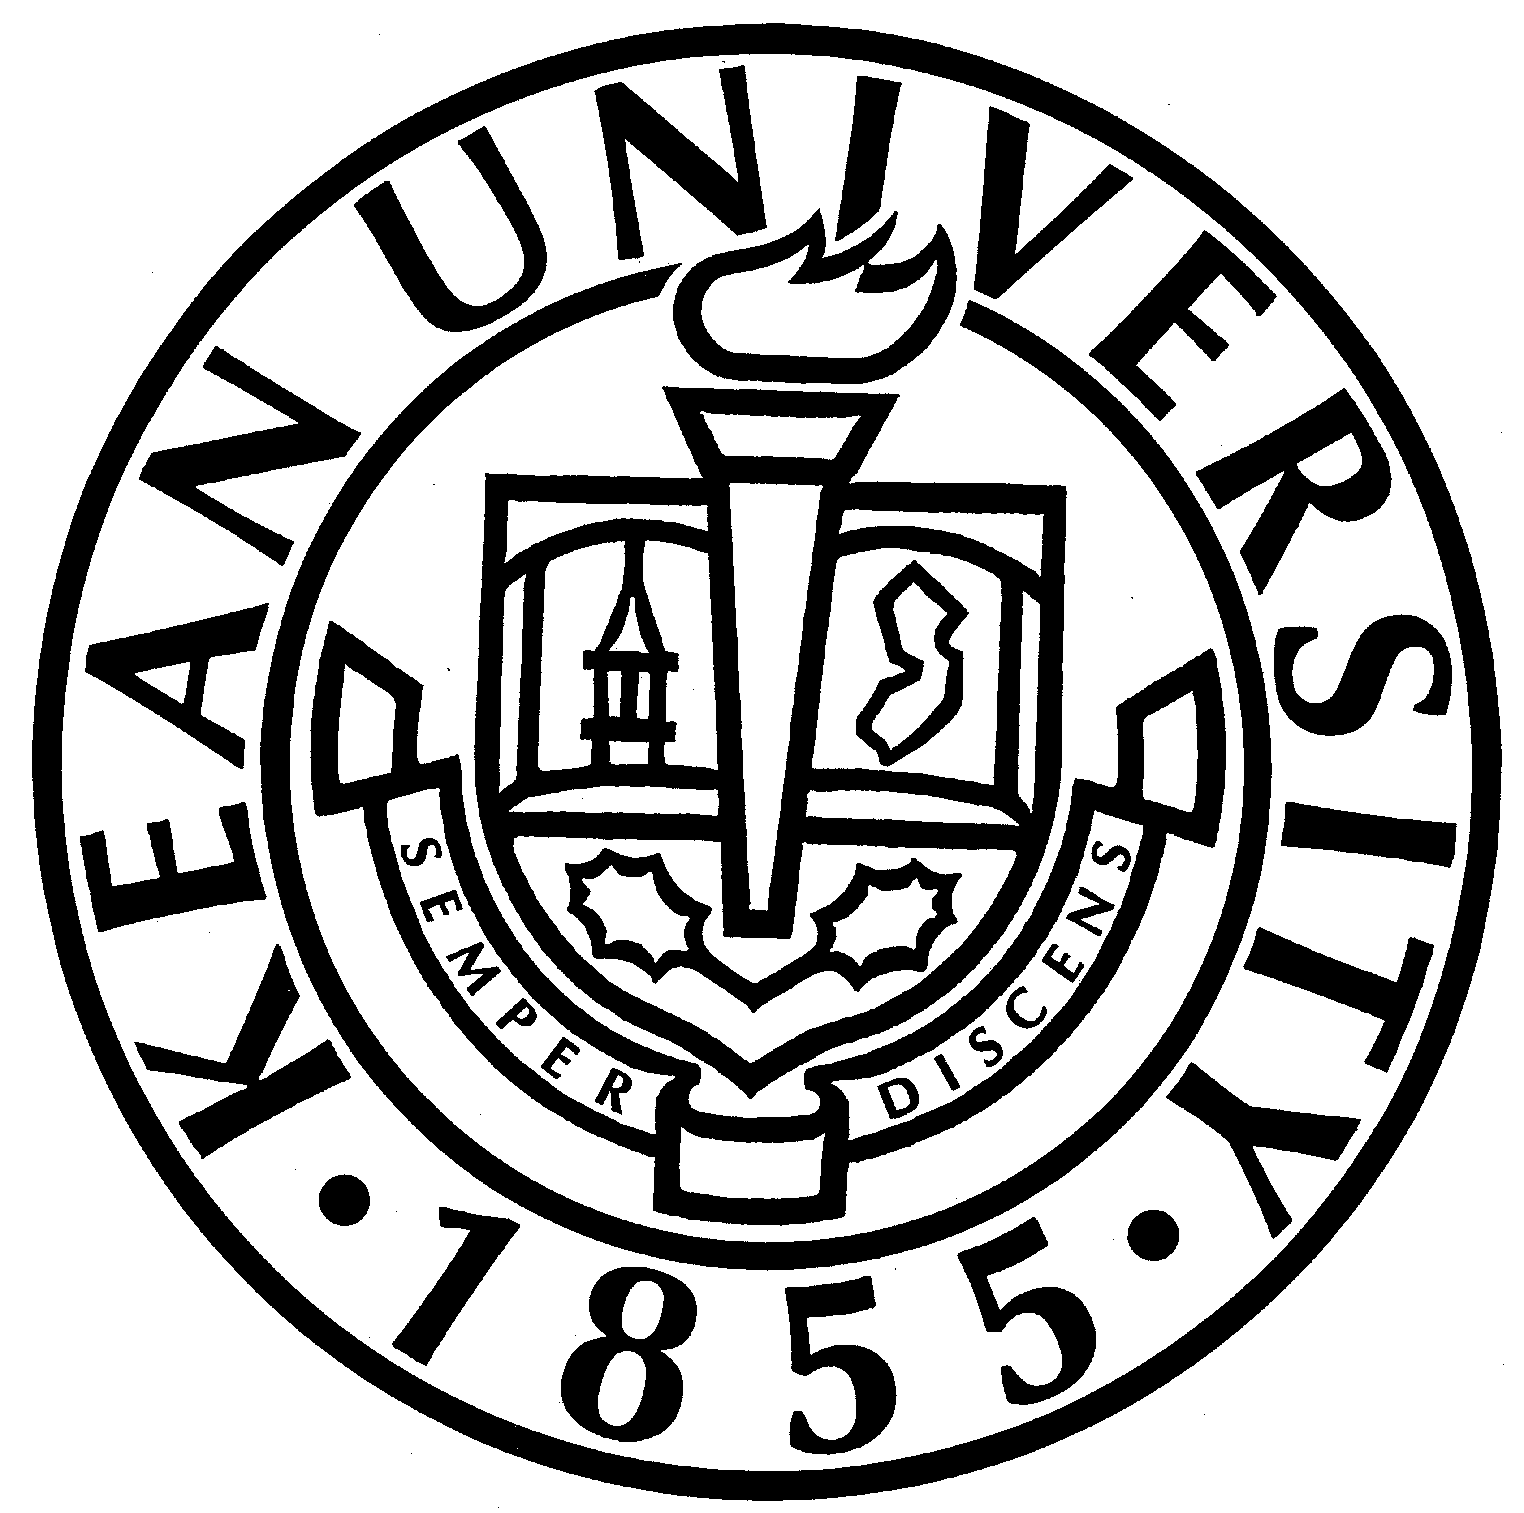 KEAN UNIVERSITY
SEMPER DISCENS
· 1855 ·